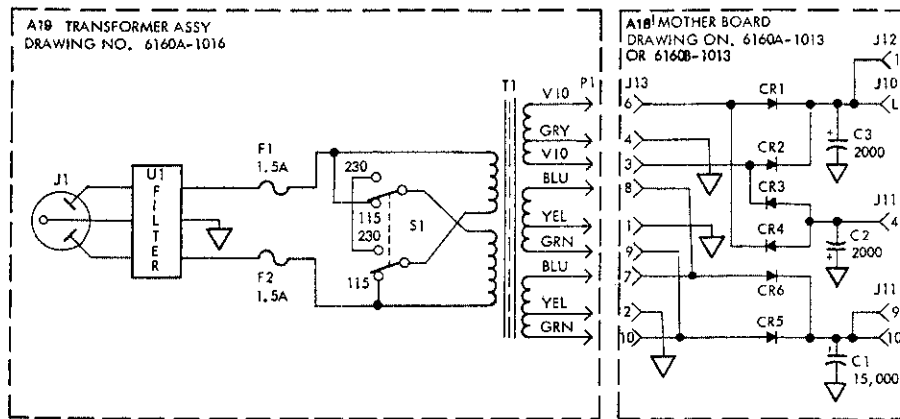 A19 TRANSFORMER ASSY
DRAWING NO. 6160A-1016
J1
U1
FILTER
F1
1.5A
F2
1.5A
230
115
230
115
S1
T1
P1
VIO
GRY
VIO
BLU
YEL
GRN
BLU
YEL
GRN
A18 MOTHER BOARD
DRAWING ON. 6160A-1013
OR 6160B-1013
J13
6
4
3
8
1
9
7
2
10
CR1
CR2
CR3
CR4
CR6
CR5
+
C3
2000
+
C2
2000
C1
15,000
J12
1
J10
L
J11
4
J11
9
10